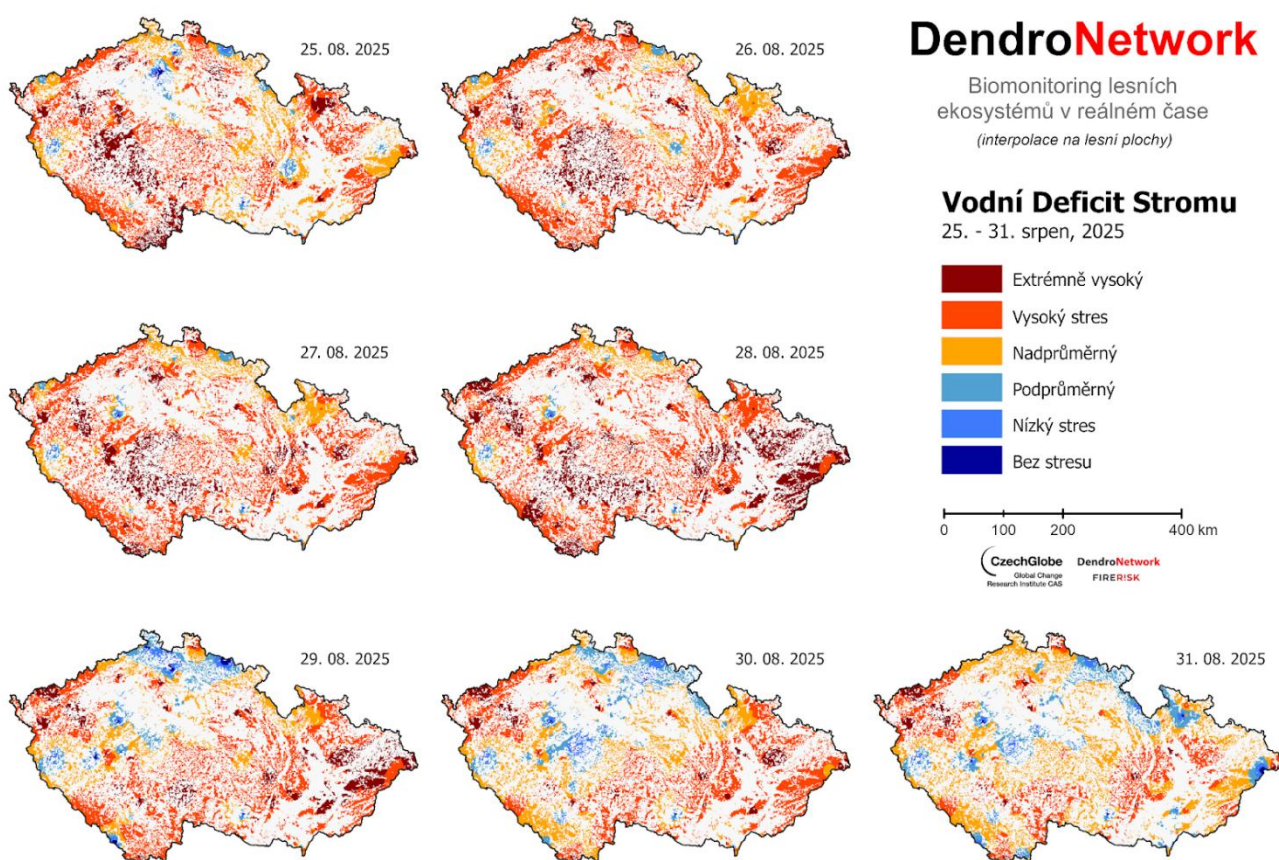 25. 08. 2025
26. 08. 2025
DendroNetwork
Biomonitoring lesních
ekosystémů v reálném čase
(interpolace na lesní plochy)
Vodní Deficit Stromu
25. - 31. srpen, 2025
Extrémně vysoký
Vysoký stres
Nadprůměrný
Podprůměrný
Nízký stres
Bez stresu
0 100 200 400 km
CzechGlobe
Global Change
Research Institute CAS
DendroNetwork
FIRER!SK
27. 08. 2025
28. 08. 2025
29. 08. 2025
30. 08. 2025
31. 08. 2025